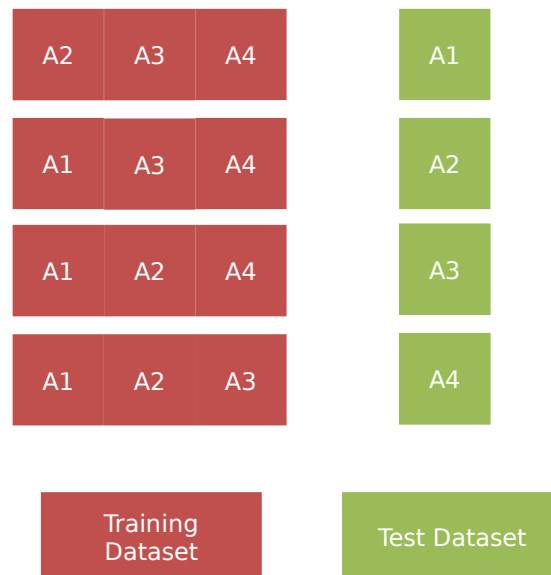 A2 A3 A4 A1
A1 A3 A4 A2
A1 A2 A4 A3
A1 A2 A3 A4
Training
Dataset
Test Dataset